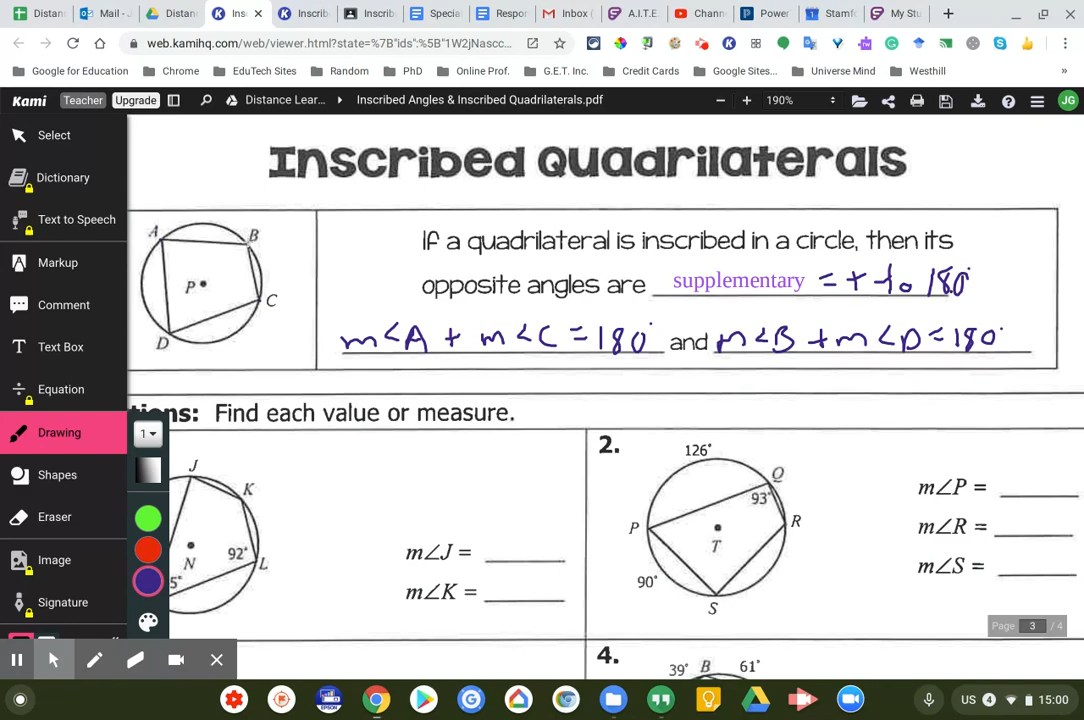 Distan
Mail - J
Distan
Ins
Inscrib
Inscrib
Special
Respor
Inbox (
A.I.T.E.
Chann
Power
Stamf
My Stu
web.kamihq.com/web/viewer.html?state=%7B"ids":%5B"1W2jNascc...
Google for Education
Chrome
EduTech Sites
Random
PhD
Online Prof.
G.E.T. Inc.
Credit Cards
Google Sites...
Universe Mind
Westhill
»
Kami Teacher Upgrade
Distance Lear...
Inscribed Angles & Inscribed Quadrilaterals.pdf
190%
JG
Select
Dictionary
Text to Speech
Markup
Comment
Text Box
Equation
Drawing
Shapes
Eraser
Image
Signature
1
Inscribed Quadrilaterals
A
B
P
C
D
If a quadrilateral is inscribed in a circle, then its
opposite angles are supplementary = + to 180°
m<A + m<C = 180° and m<B + m<D = 180°
tions: Find each value or measure.
J
K
N
92°
L
5°
m∠J =
m∠K =
2.
126°
Q
93°
P
R
T
90°
S
m∠P =
m∠R =
m∠S =
Page 3 / 4
4.
39° B 61°
US 4 15:00